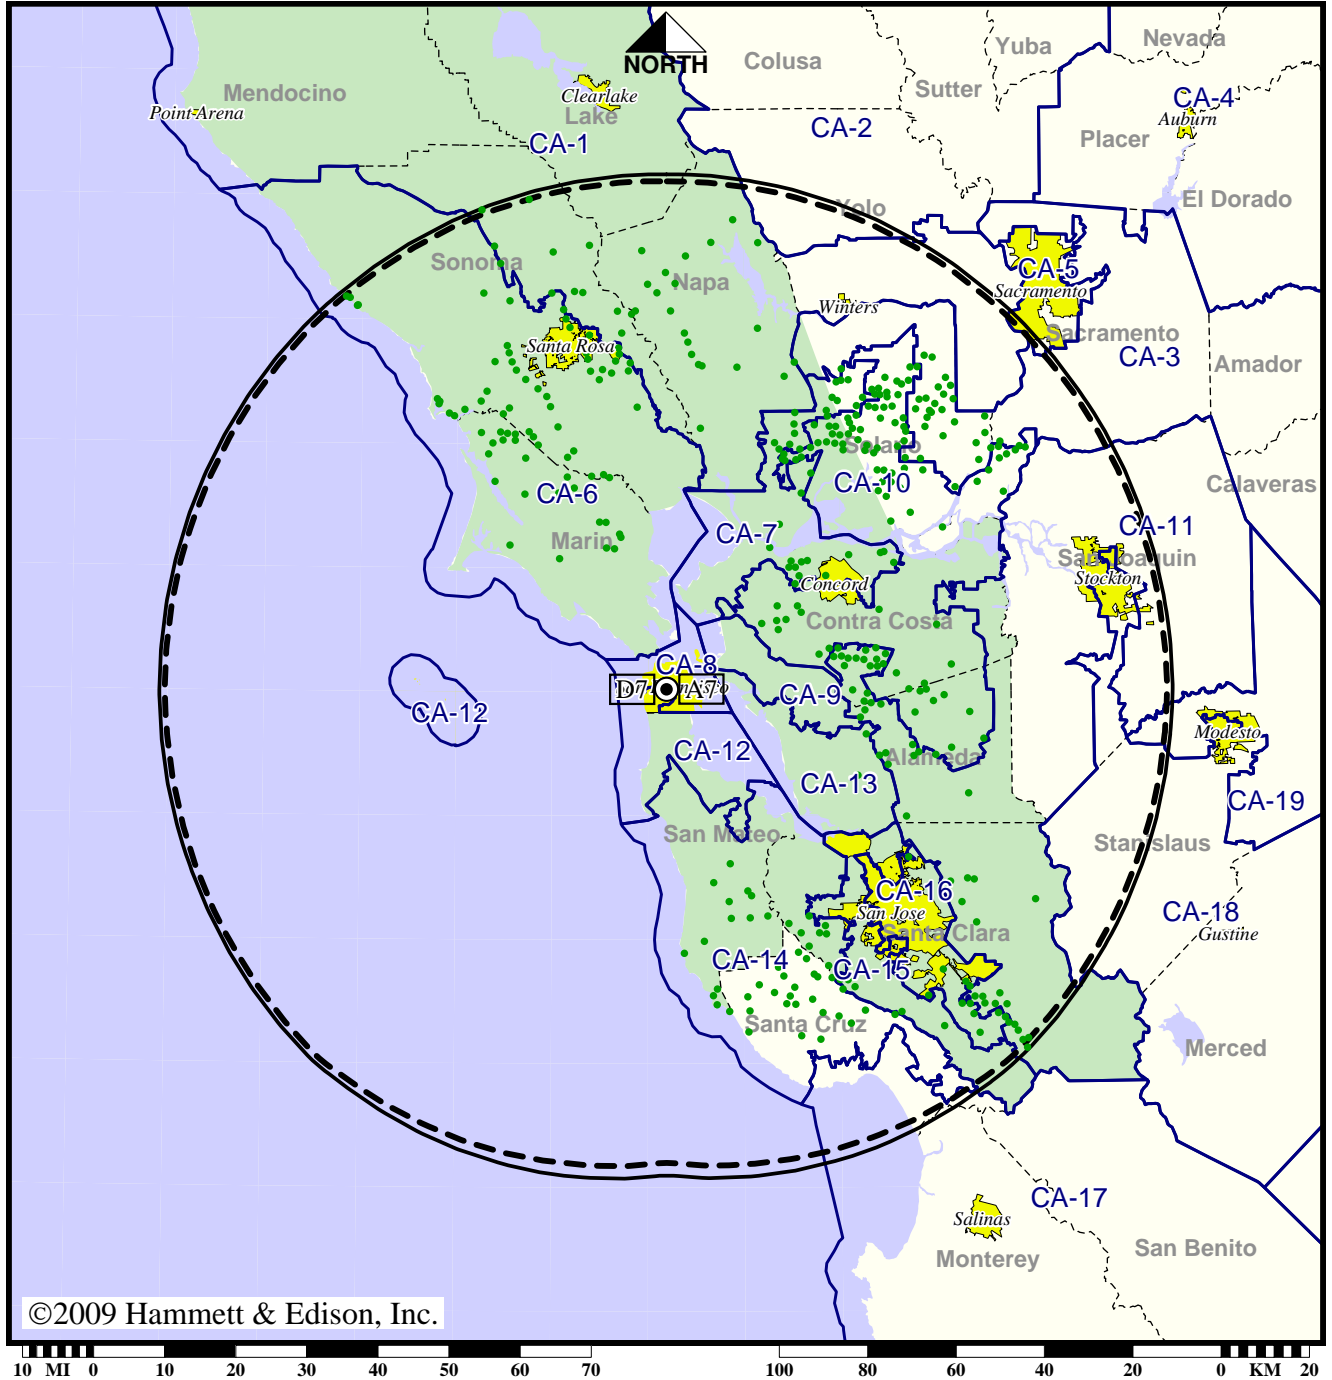 Nevada
Yuba
Colusa
NORTH
Sutter
Mendocino
Clearlake
CA-4
Point Arena
Lake
Auburn
CA-2
Placer
CA-1
El Dorado
Yolo
Sonoma
CA-5
Napa
Sacramento
Winters
Sacramento
Santa Rosa
CA-3
Amador
Solano
CA-10
Calaveras
CA-6
CA-11
CA-7
Marin
San Joaquin
Stockton
Concord
Contra Costa
CA-8
D7
A7
CA-9
CA-12
Modesto
CA-12
Alameda
CA-13
CA-19
San Mateo
Stanislaus
CA-16
San Jose
CA-18
Gustine
Santa Clara
CA-14
CA-15
Santa Cruz
Merced
CA-17
Salinas
Monterey
San Benito
©2009 Hammett & Edison, Inc.
10 MI 0 10 20 30 40 50 60 70 100 80 60 40 20 0 KM 20